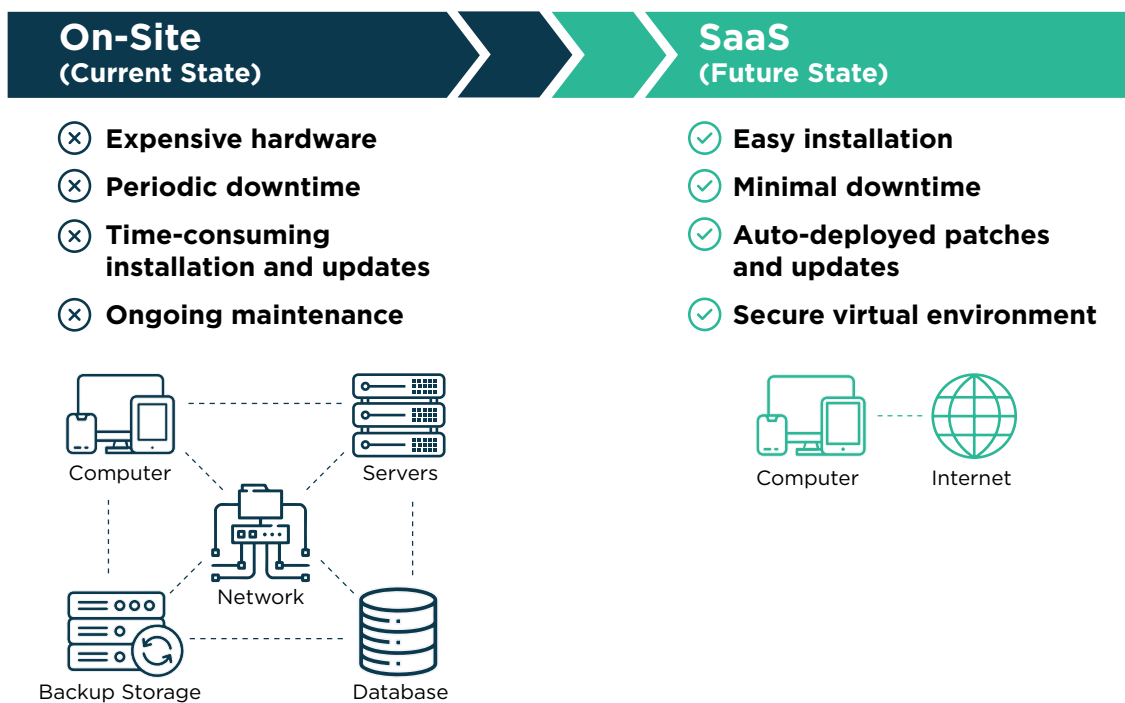 On-Site
(Current State)
SaaS
(Future State)
Expensive hardware
Periodic downtime
Time-consuming
installation and updates
Ongoing maintenance
Easy installation
Minimal downtime
Auto-deployed patches
and updates
Secure virtual environment
Computer
Servers
Network
Backup Storage
Database
Computer
Internet